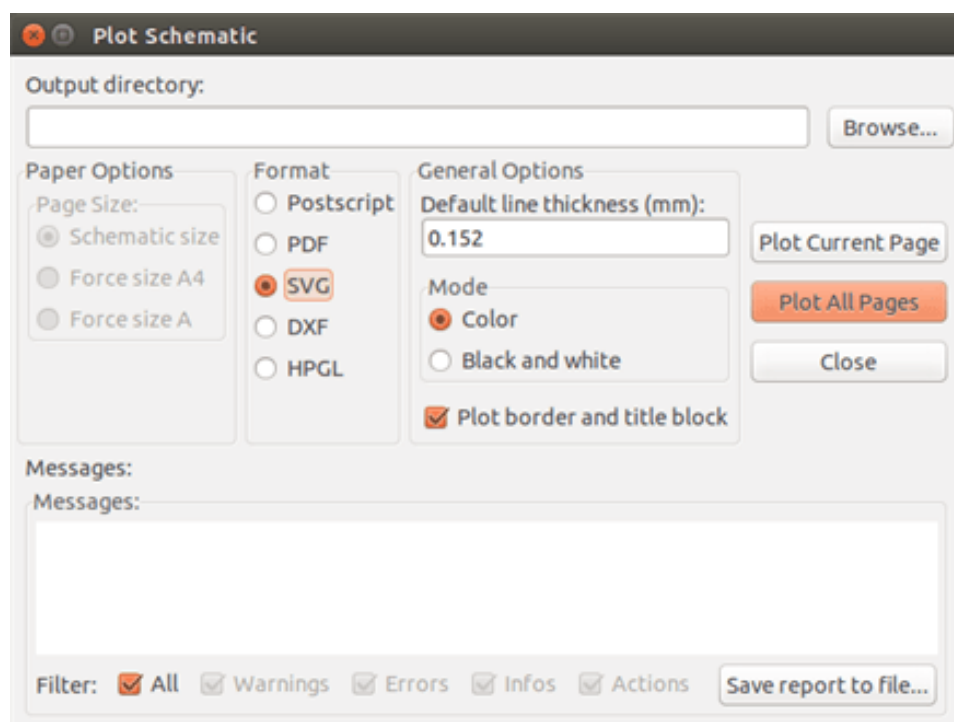 Plot Schematic
Output directory:
Browse...
Paper Options
Page Size:
Schematic size
Force size A4
Force size A
Format
Postscript
PDF
SVG
DXF
HPGL
General Options
Default line thickness (mm):
0.152
Mode
Color
Black and white
Plot border and title block
Plot Current Page
Plot All Pages
Close
Messages:
Messages:
Filter: All Warnings Errors Infos Actions Save report to file...